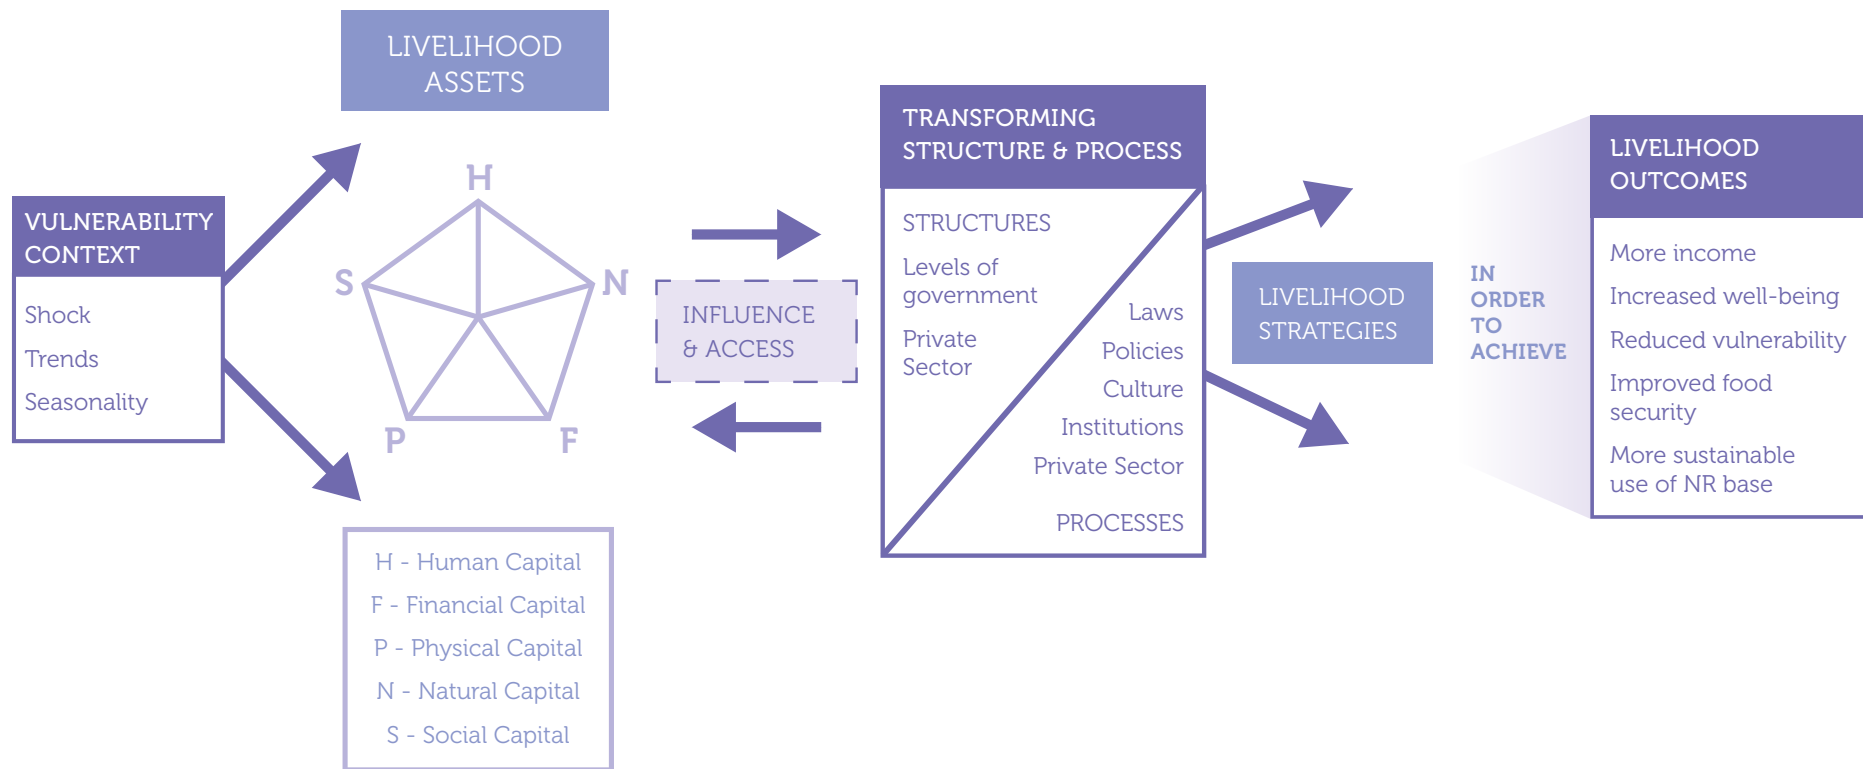 LIVELIHOOD
ASSETS
VULNERABILITY
CONTEXT
Shock
Trends
Seasonality
H
S
N
P
F
H - Human Capital
F - Financial Capital
P - Physical Capital
N - Natural Capital
S - Social Capital
INFLUENCE
& ACCESS
TRANSFORMING
STRUCTURE & PROCESS
STRUCTURES
Levels of
government
Private
Sector
Laws
Policies
Culture
Institutions
Private Sector
PROCESSES
LIVELIHOOD
STRATEGIES
IN
ORDER
TO
ACHIEVE
LIVELIHOOD
OUTCOMES
More income
Increased well-being
Reduced vulnerability
Improved food
security
More sustainable
use of NR base